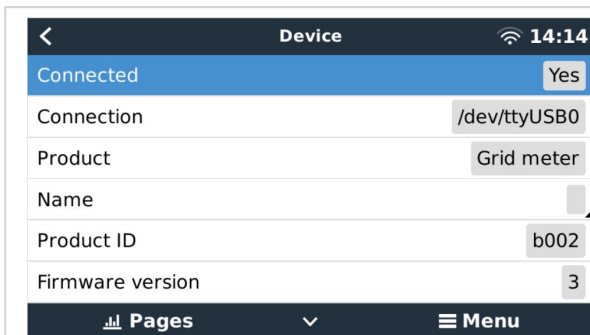 Device 14:14
Connected Yes
Connection /dev/ttyUSB0
Product Grid meter
Name
Product ID b002
Firmware version 3
Pages Menu